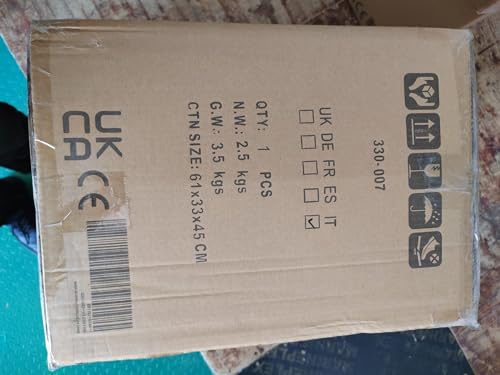 330-007
UK DE FR ES IT
QTY: 1 PCS
N.W.: 2.5 kgs
G.W.: 3.5 kgs
CTN SIZE: 61x33x45 CM
UK
CA CE